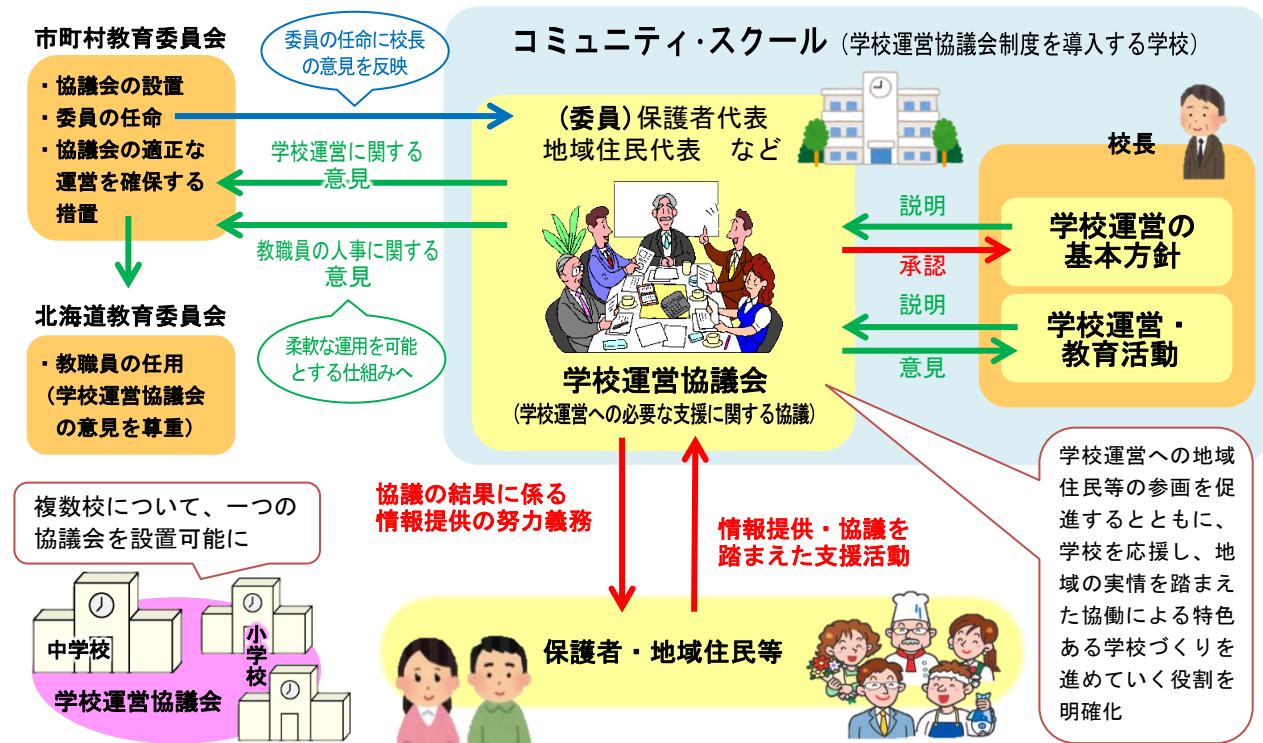 コミュニティ・スクール（学校運営協議会制度を導入する学校）
市町村教育委員会
・協議会の設置
・委員の任命
・協議会の適正な
運営を確保する
措置
委員の任命に校長
の意見を反映
学校運営に関する
意見
教職員の人事に関する
意見
柔軟な運用を可能
とする仕組みへ
北海道教育委員会
・教職員の任用
（学校運営協議会
の意見を尊重）
(委員)保護者代表
地域住民代表　など
学校運営協議会
(学校運営への必要な支援に関する協議)
校長
説明
承認
学校運営の
基本方針
説明
意見
学校運営・
教育活動
学校運営への地域
住民等の参画を促
進するとともに、
学校を応援し、地
域の実情を踏まえ
た協働による特色
ある学校づくりを
進めていく役割を
明確化
協議の結果に係る
情報提供の努力義務
情報提供・協議を
踏まえた支援活動
保護者・地域住民等
複数校について、一つの
協議会を設置可能に
中学校
小学校
学校運営協議会